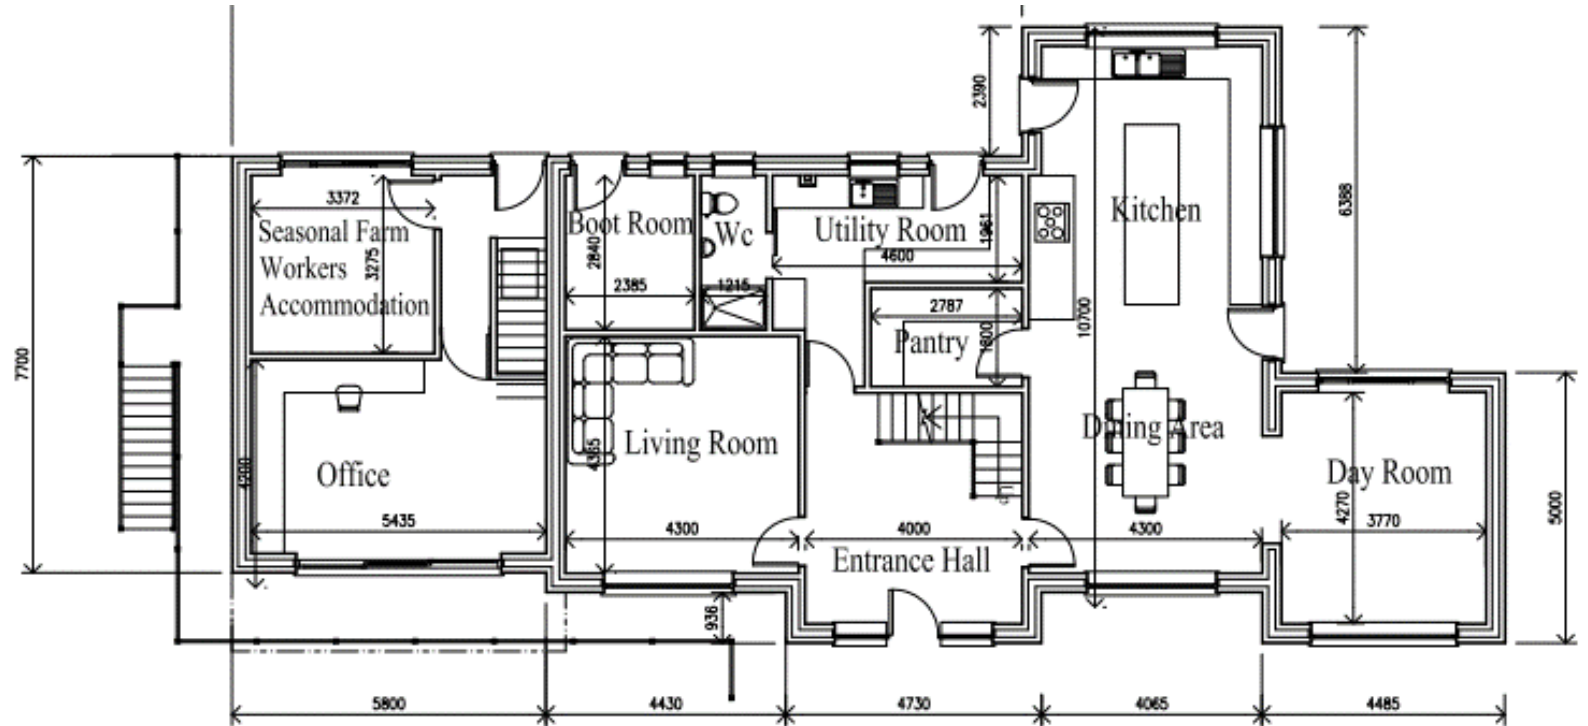 2390
3372
Seasonal Farm
Workers
Accommodation
3275
Boot Room
2840
2385
Wc
1215
Utility Room
1961
4600
Kitchen
6388
2787
Pantry
1800
10700
7700
Office
4200
5435
Living Room
4365
4300
4000
Entrance Hall
Dining Area
4300
Day Room
4270
3770
5000
936
5800
4430
4730
4065
4485